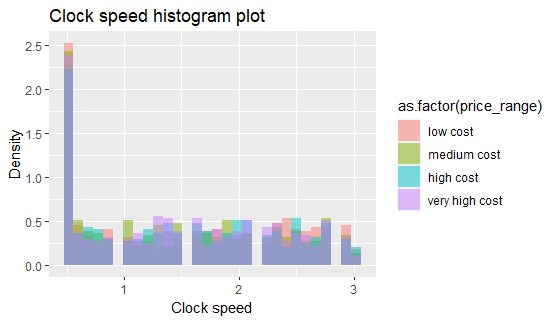 Clock speed histogram plot
2.5
2.0
1.5
1.0
0.5
0.0
Density
1 2 3
Clock speed
as.factor(price_range)
low cost
medium cost
high cost
very high cost